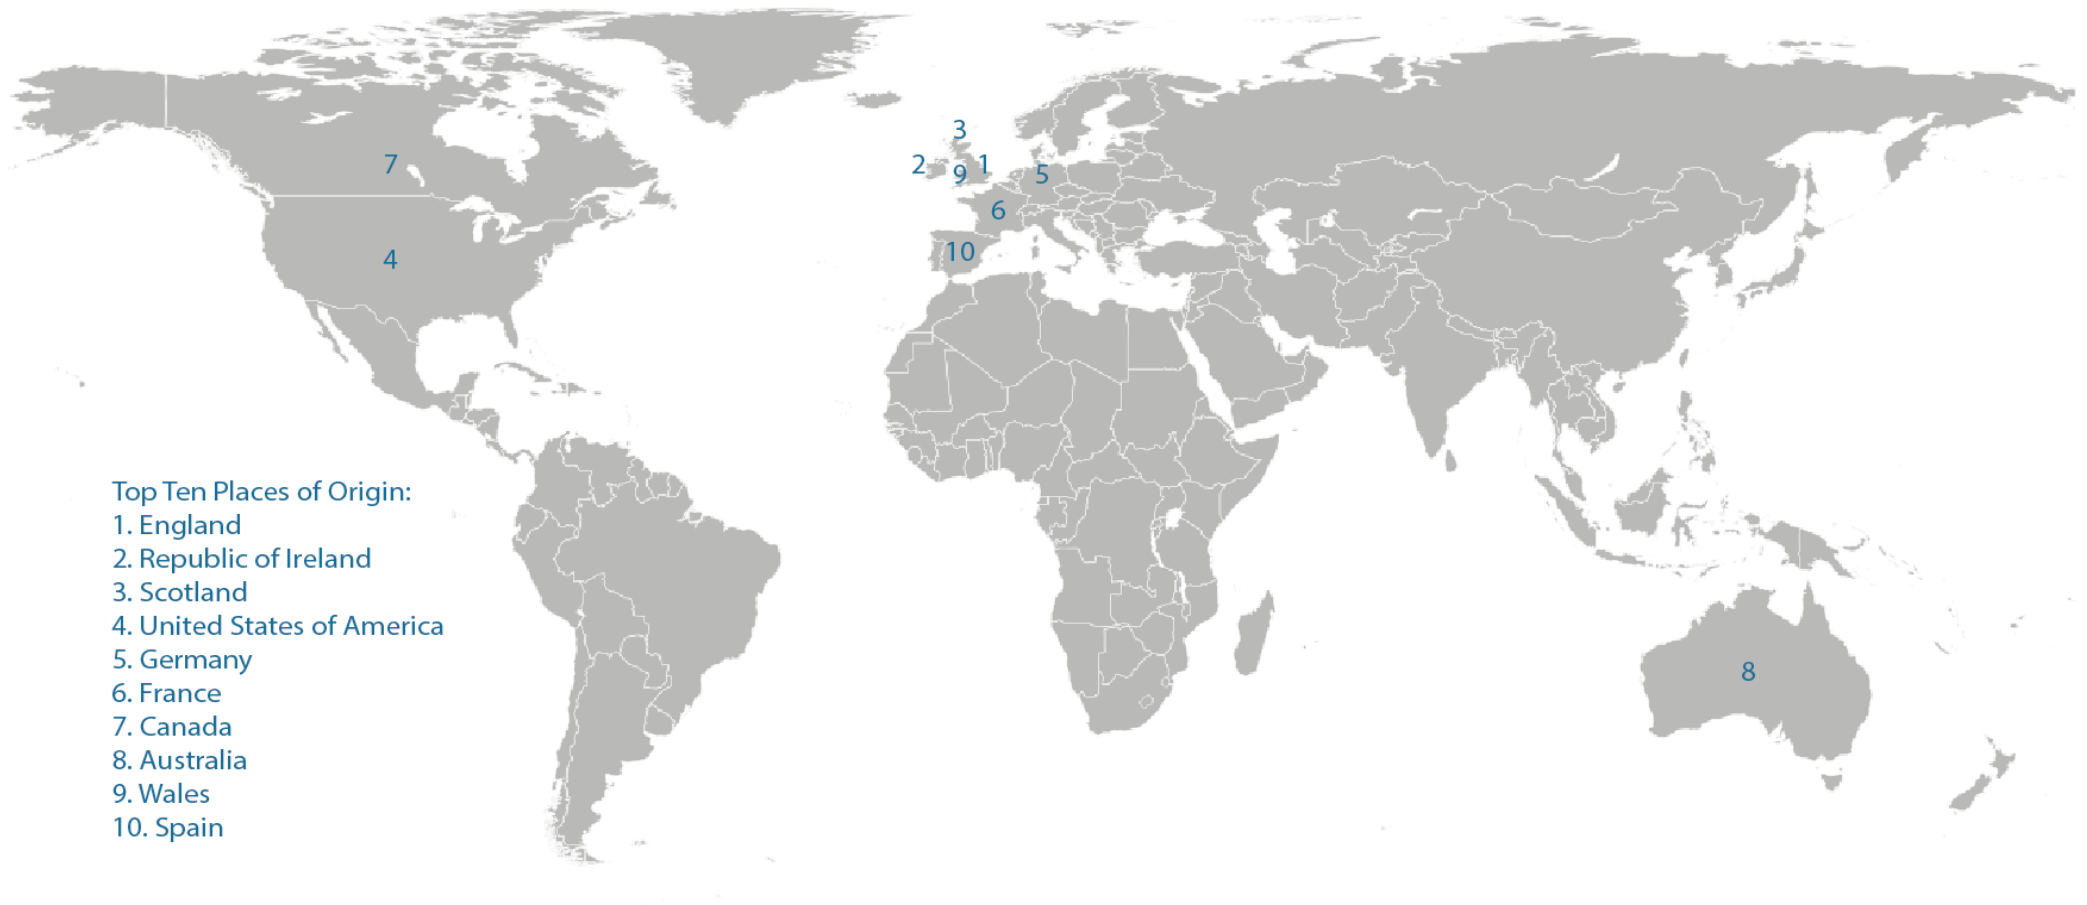 3
2
1
9
5
7
6
10
4
Top Ten Places of Origin:
1. England
2. Republic of Ireland
3. Scotland
4. United States of America
5. Germany
6. France
7. Canada
8. Australia
9. Wales
10. Spain
8